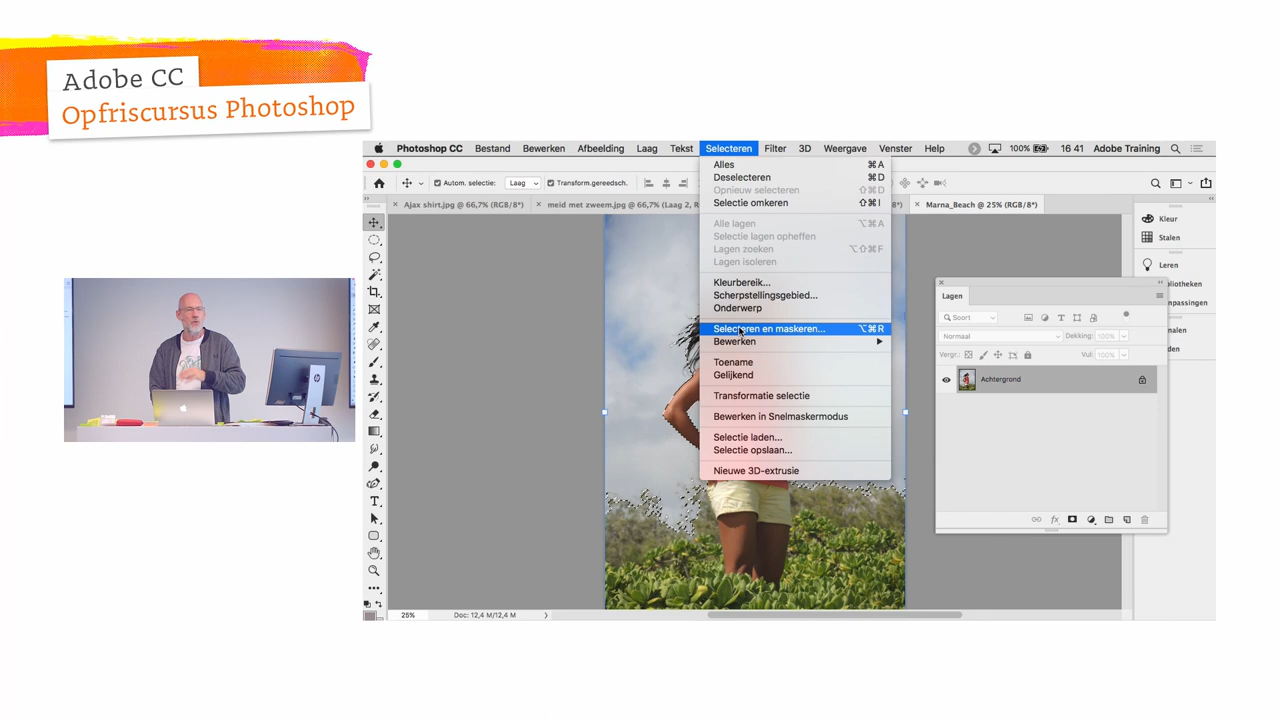 Adobe CC
Opfriscursus Photoshop
Photoshop CC Bestand Bewerken Afbeelding Laag Tekst Selecteren Filter 3D Weergave Venster Help 100% 16 41 Adobe Training
Autom. selectie: Laag Transform.gereedsch.
Ajax shirt.jpg @ 66,7% (RGB/8*) meid met zweem.jpg @ 66,7% (Laag 2, R Marna_Beach @ 25% (RGB/8*)
Alles ⌘A
Deselecteren ⌘D
Opnieuw selecteren ⇧⌘D
Selectie omkeren ⇧⌘I
Alle lagen ⌥⌘A
Selectie lagen opheffen
Lagen zoeken ⌥⇧⌘F
Lagen isoleren
Kleurbereik...
Scherpstellingsgebied...
Onderwerp
Selecteren en maskeren... ⌥⌘R
Bewerken
Toename
Gelijkend
Transformatie selectie
Bewerken in Snelmaskermodus
Selectie laden...
Selectie opslaan...
Nieuwe 3D-extrusie
Kleur
Stalen
Leren
bliotheken
npassingen
nalen
den
Lagen
Soort
Normaal Dekking: 100%
Vergr.: Vul: 100%
Achtergrond
25% Doc: 12,4 M/12,4 M